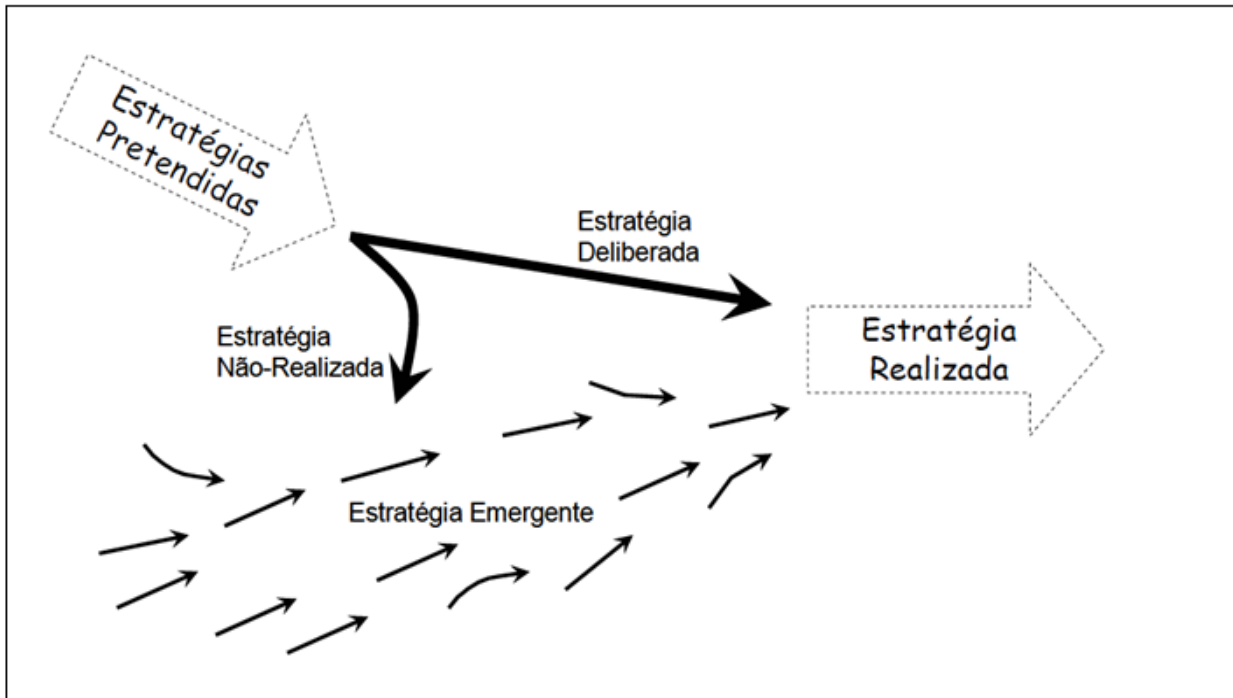 Estratégias
Pretendidas
Estratégia
Deliberada
Estratégia
Não-Realizada
Estratégia
Realizada
Estratégia Emergente